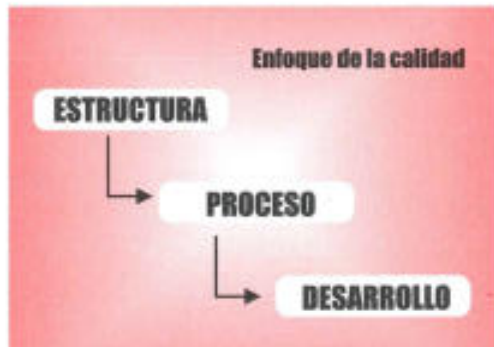 Enfoque de la calidad
ESTRUCTURA
PROCESO
DESARROLLO